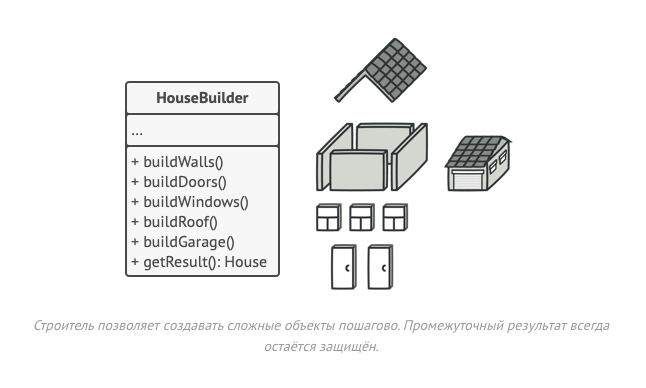 HouseBuilder
...
+ buildWalls()
+ buildDoors()
+ buildWindows()
+ buildRoof()
+ buildGarage()
+ getResult(): House
Строитель позволяет создавать сложные объекты пошагово. Промежуточный результат всегда
остаётся защищён.